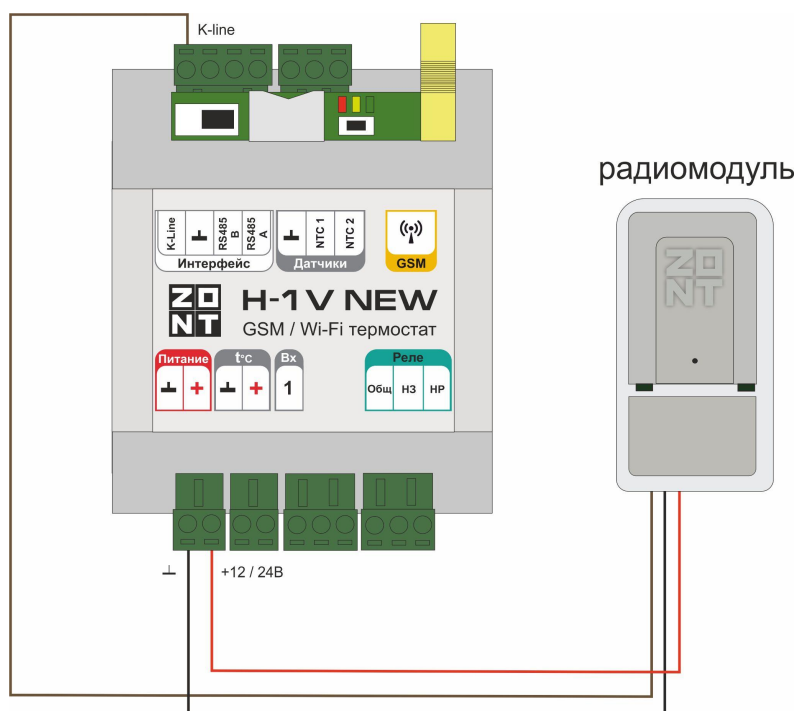 K-line
радиомодуль
ZONT
K-Line ⊥ RS485 B RS485 A
⊥ NTC 1 NTC 2
Интерфейс
Датчики
GSM
ZONT
H-1V NEW
GSM / Wi-Fi термостат
Питание
t°C
Вх
Реле
⊥ + ⊥ + 1
Общ НЗ НР
⊥ +12 / 24В